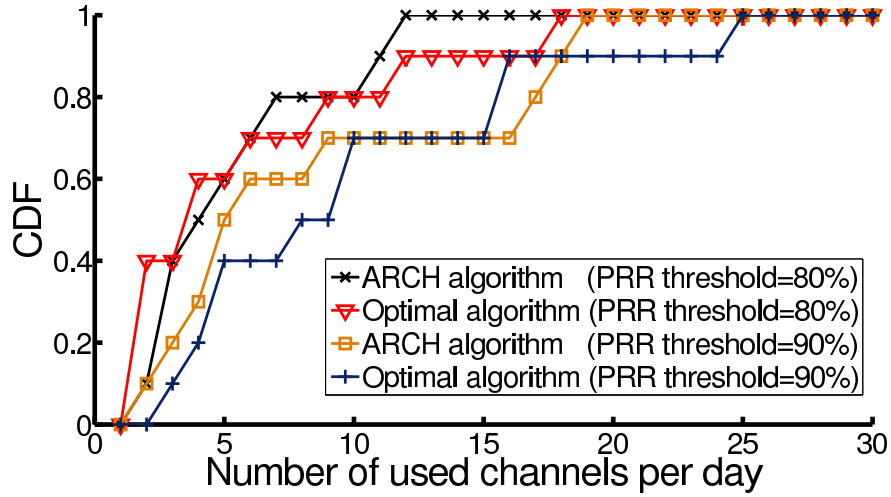 1
0.8
0.6
0.4
0.2
0
CDF
ARCH algorithm (PRR threshold=80%)
Optimal algorithm (PRR threshold=80%)
ARCH algorithm (PRR threshold=90%)
Optimal algorithm (PRR threshold=90%)
0 5 10 15 20 25 30
Number of used channels per day